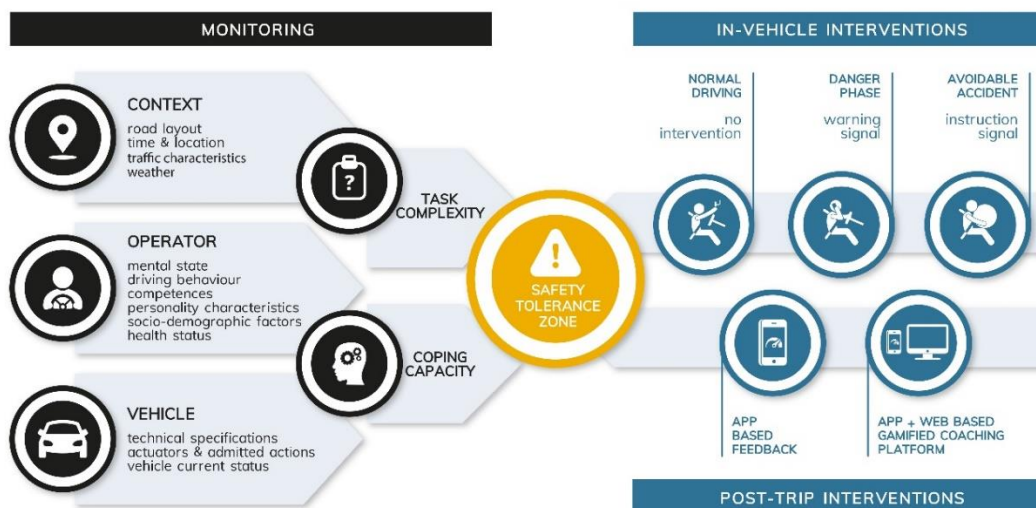 MONITORING
CONTEXT
road layout
time & location
traffic characteristics
weather
?
TASK
COMPLEXITY
OPERATOR
mental state
driving behaviour
competences
personality characteristics
socio-demographic factors
health status
COPING
CAPACITY
VEHICLE
technical specifications
actuators & admitted actions
vehicle current status
!
SAFETY
TOLERANCE
ZONE
IN-VEHICLE INTERVENTIONS
NORMAL
DRIVING
no
intervention
DANGER
PHASE
warning
signal
AVOIDABLE
ACCIDENT
instruction
signal
APP
BASED
FEEDBACK
APP + WEB BASED
GAMIFIED COACHING
PLATFORM
POST-TRIP INTERVENTIONS